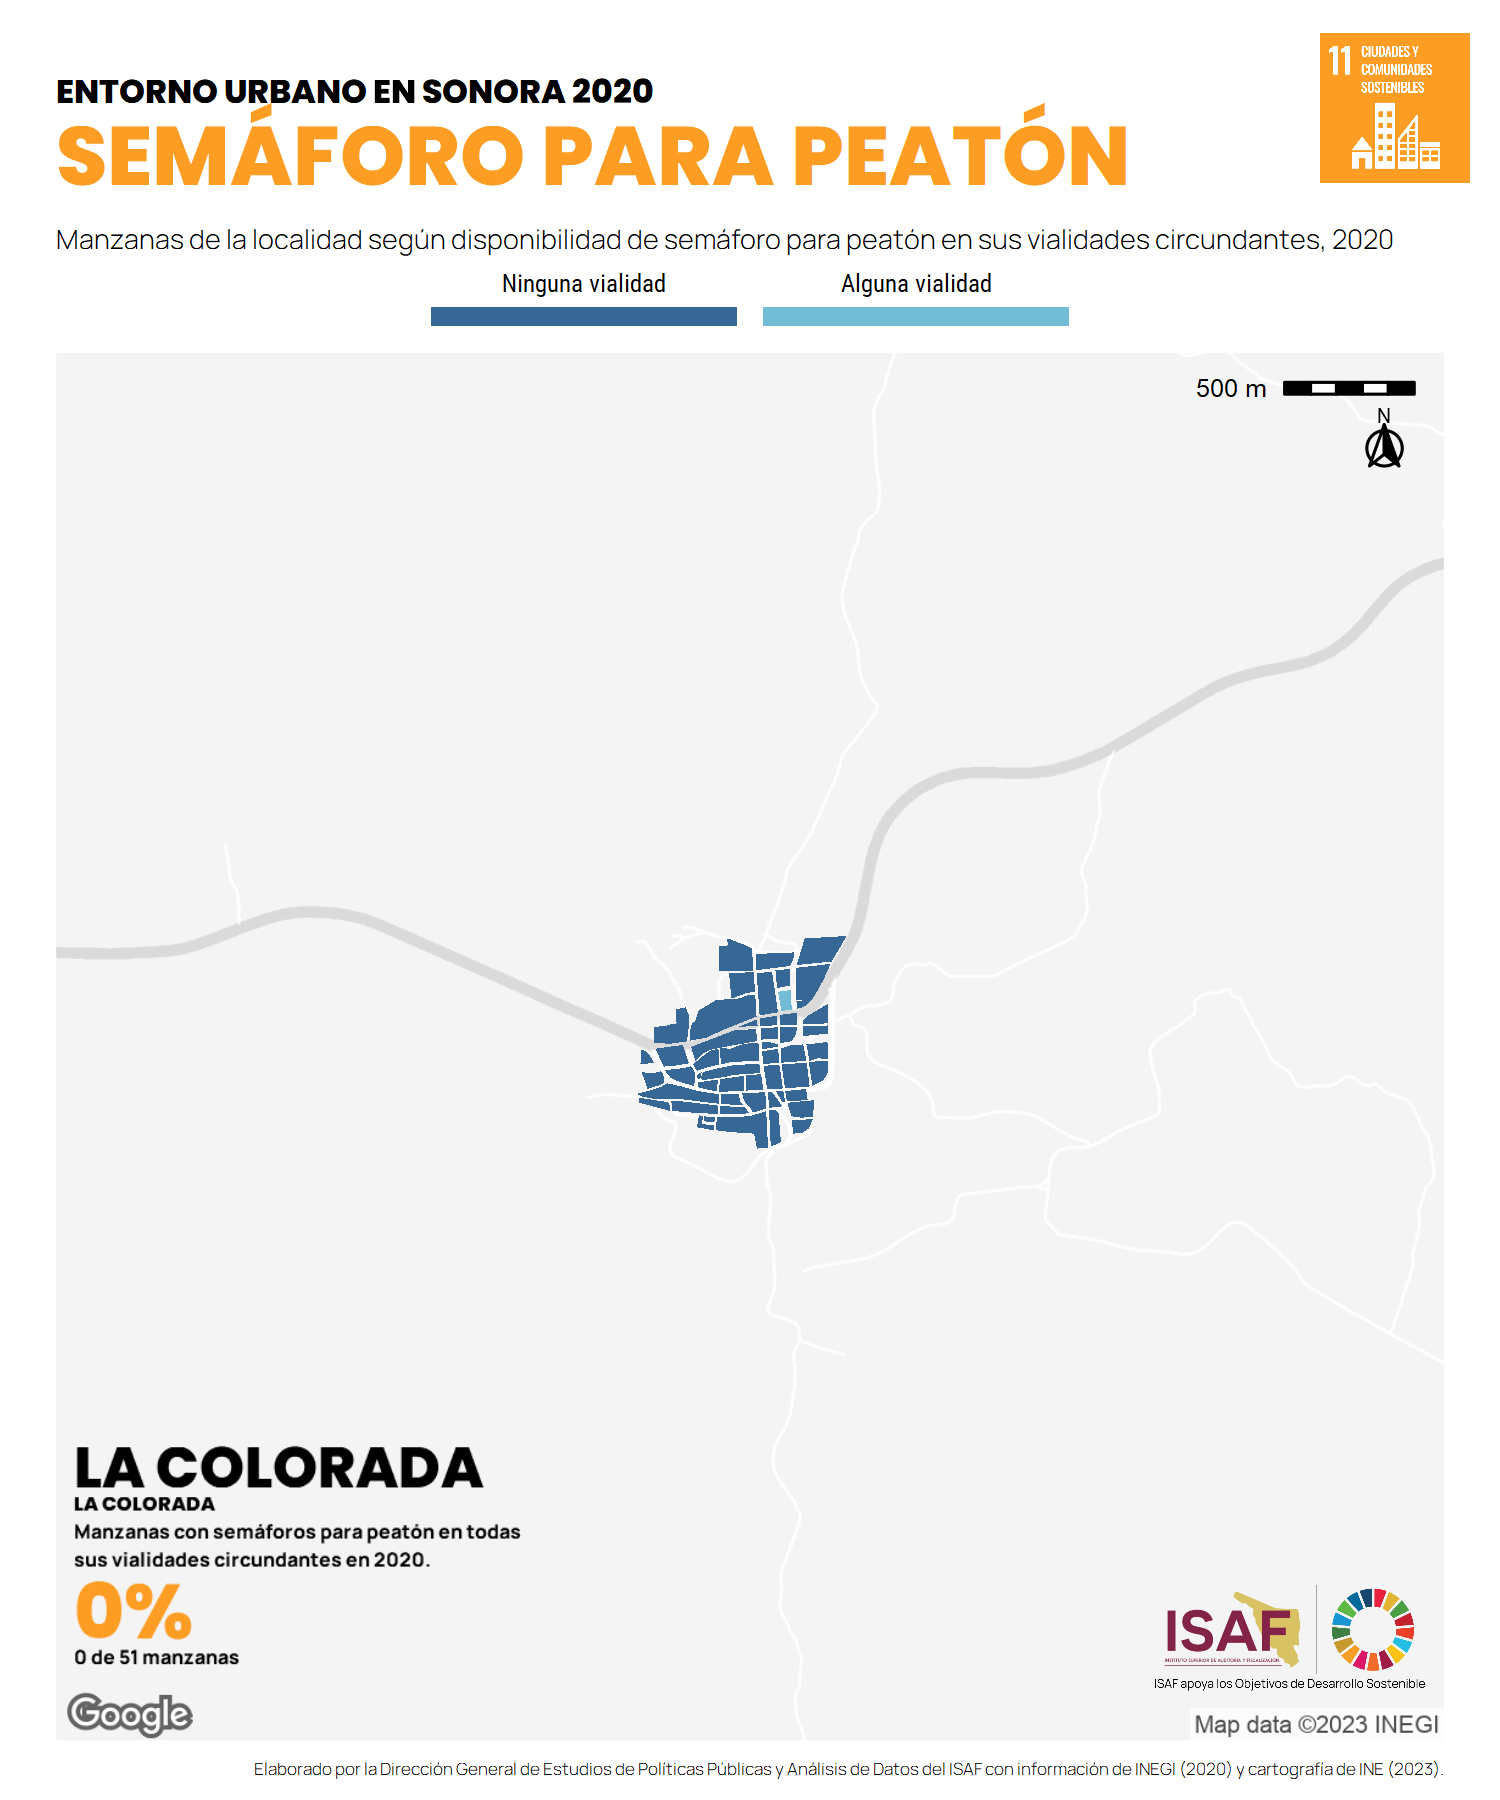 ENTORNO URBANO EN SONORA 2020
SEMÁFORO PARA PEATÓN
11 CIUDADES Y
COMUNIDADES
SOSTENIBLES
Manzanas de la localidad según disponibilidad de semáforo para peatón en sus vialidades circundantes, 2020
Ninguna vialidad
Alguna vialidad
500 m
N
LA COLORADA
LA COLORADA
Manzanas con semáforos para peatón en todas
sus vialidades circundantes en 2020.
0%
0 de 51 manzanas
Google
ISAF
INSTITUTO SUPERIOR DE AUDITORÍA Y FISCALIZACIÓN
ISAF apoya los Objetivos de Desarrollo Sostenible
Map data ©2023 INEGI
Elaborado por la Dirección General de Estudios de Políticas Públicas y Análisis de Datos del ISAF con información de INEGI (2020) y cartografía de INE (2023).